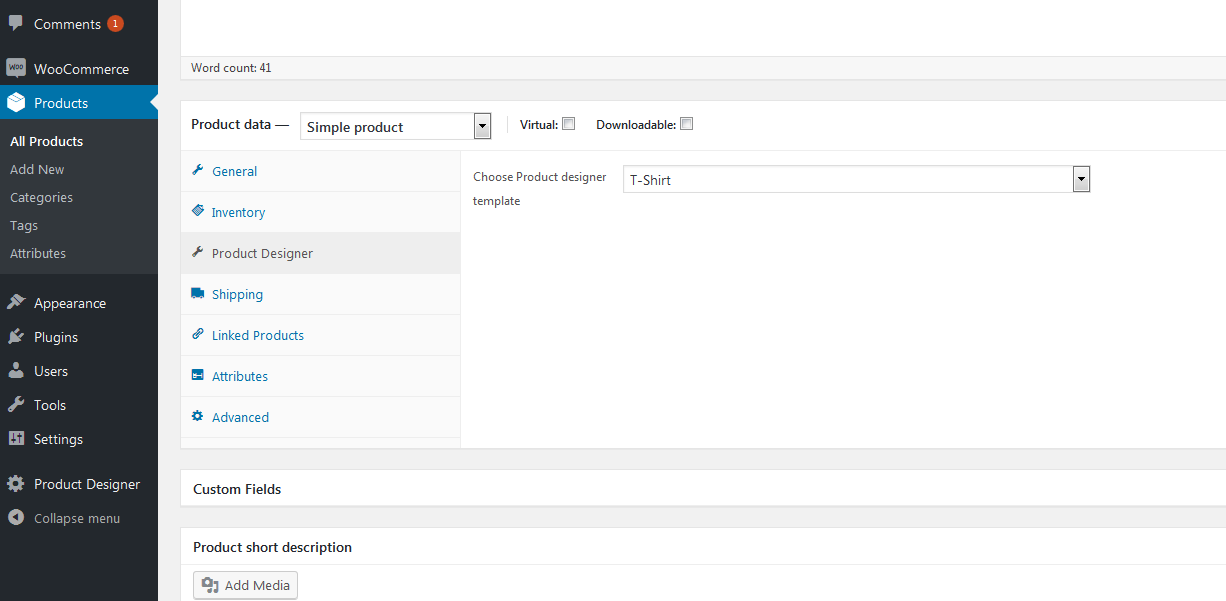 Comments 1
WOO WooCommerce
Products
All Products
Add New
Categories
Tags
Attributes
Appearance
Plugins
Users
Tools
Settings
Product Designer
Collapse menu
Word count: 41
Product data — Simple product Virtual: Downloadable:
General
Inventory
Product Designer
Shipping
Linked Products
Attributes
Advanced
Choose Product designer
template
T-Shirt
Custom Fields
Product short description
Add Media